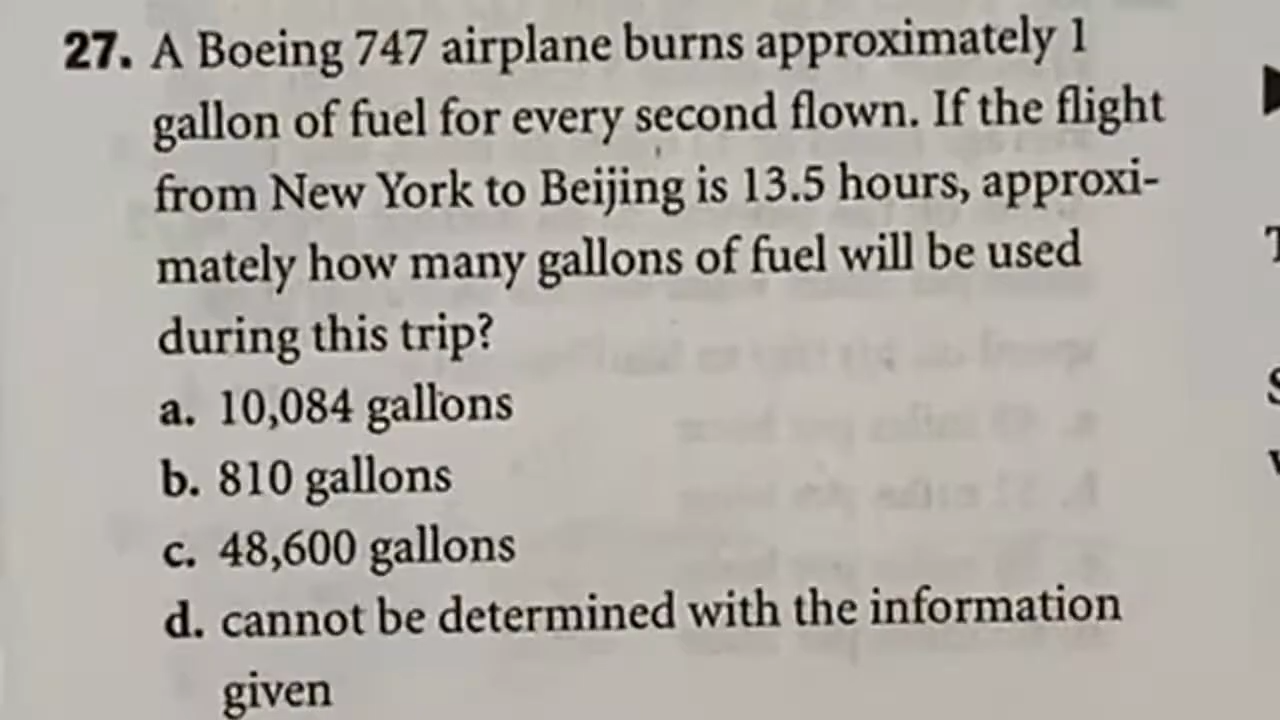 27. A Boeing 747 airplane burns approximately 1
gallon of fuel for every second flown. If the flight
from New York to Beijing is 13.5 hours, approxi-
mately how many gallons of fuel will be used
during this trip?
a. 10,084 gallons
b. 810 gallons
c. 48,600 gallons
d. cannot be determined with the information
given